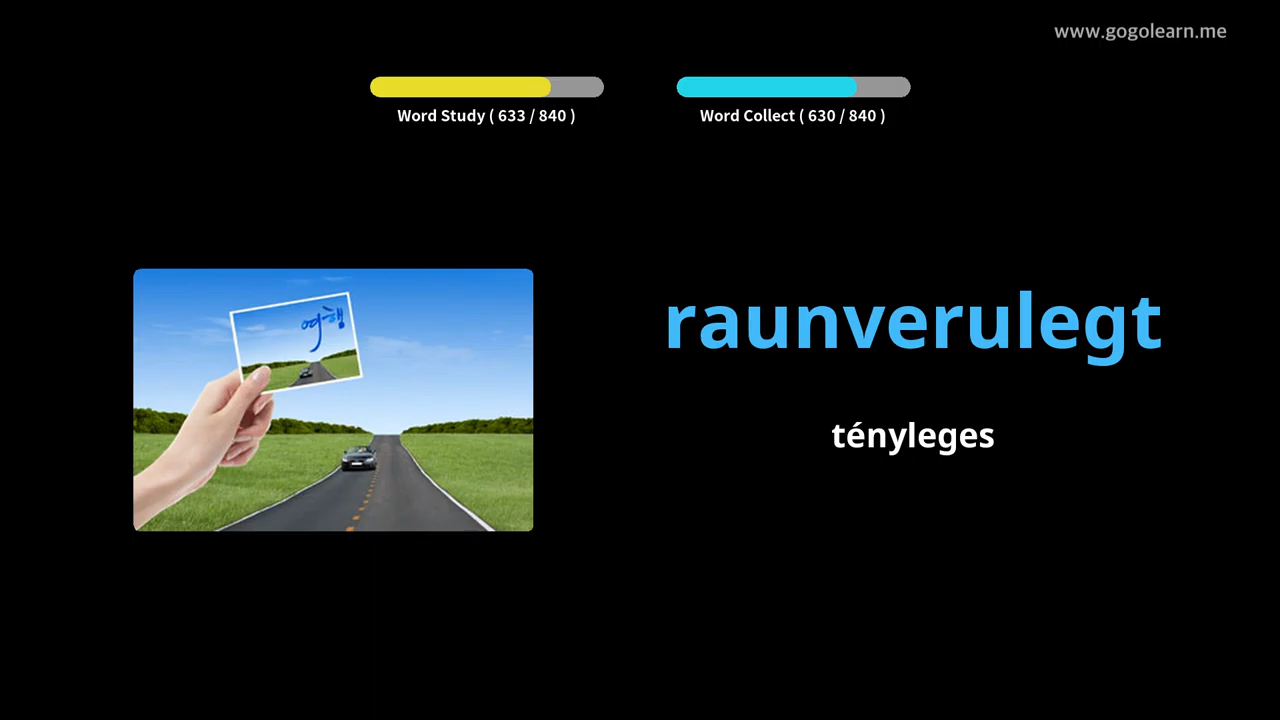 www.gogolearn.me
Word Study ( 633 / 840 )
Word Collect ( 630 / 840 )
여행
raunverulegt
tényleges